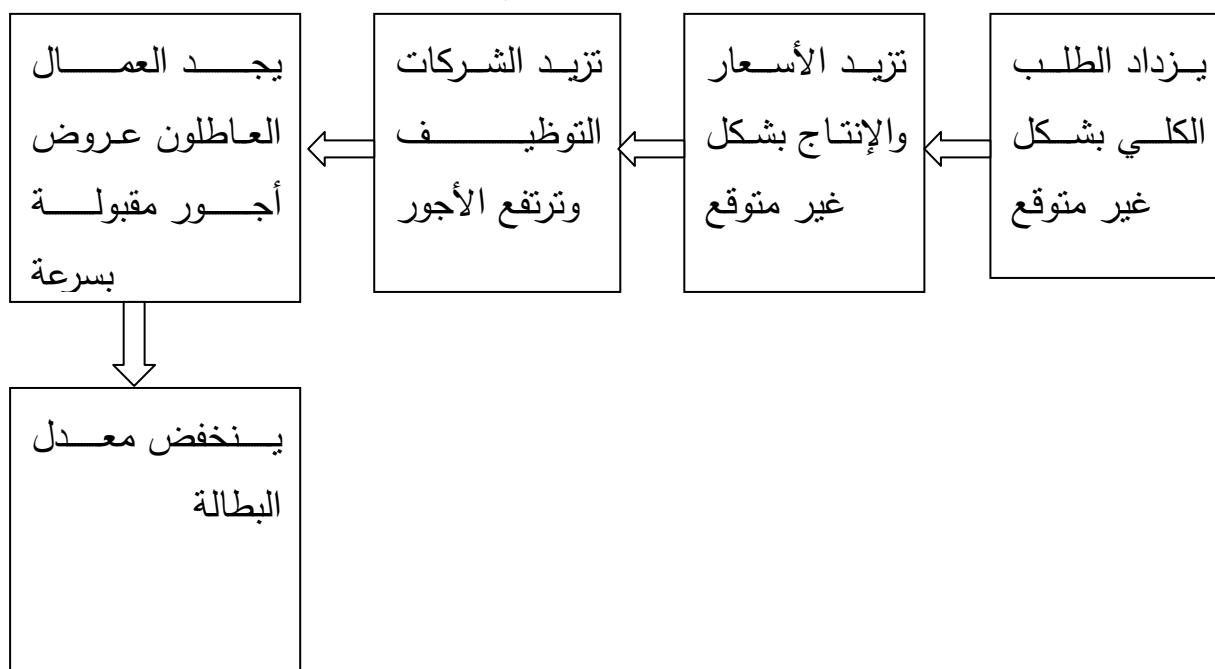 يزداد الطلب
الكلي بشكل
غير متوقع
تزيد الأسعار
والإنتاج بشكل
غير متوقع
تزيد الشركات
التوظيف
وترتفع الأجور
يجد العمال
العاطلون عروض
أجور مقبولة
بسرعة
ينخفض معدل
البطالة